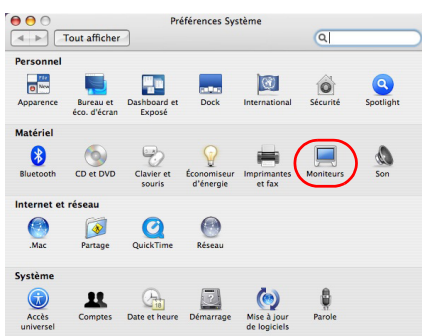 Préférences Système
Tout afficher
Personnel
Apparence
Bureau et éco. d'écran
Dashboard et Exposé
Dock
International
Sécurité
Spotlight
Matériel
Bluetooth
CD et DVD
Clavier et souris
Économiseur d'énergie
Imprimantes et fax
Moniteurs
Son
Internet et réseau
.Mac
Partage
QuickTime
Réseau
Système
Accès universel
Comptes
Date et heure
Démarrage
Mise à jour de logiciels
Parole